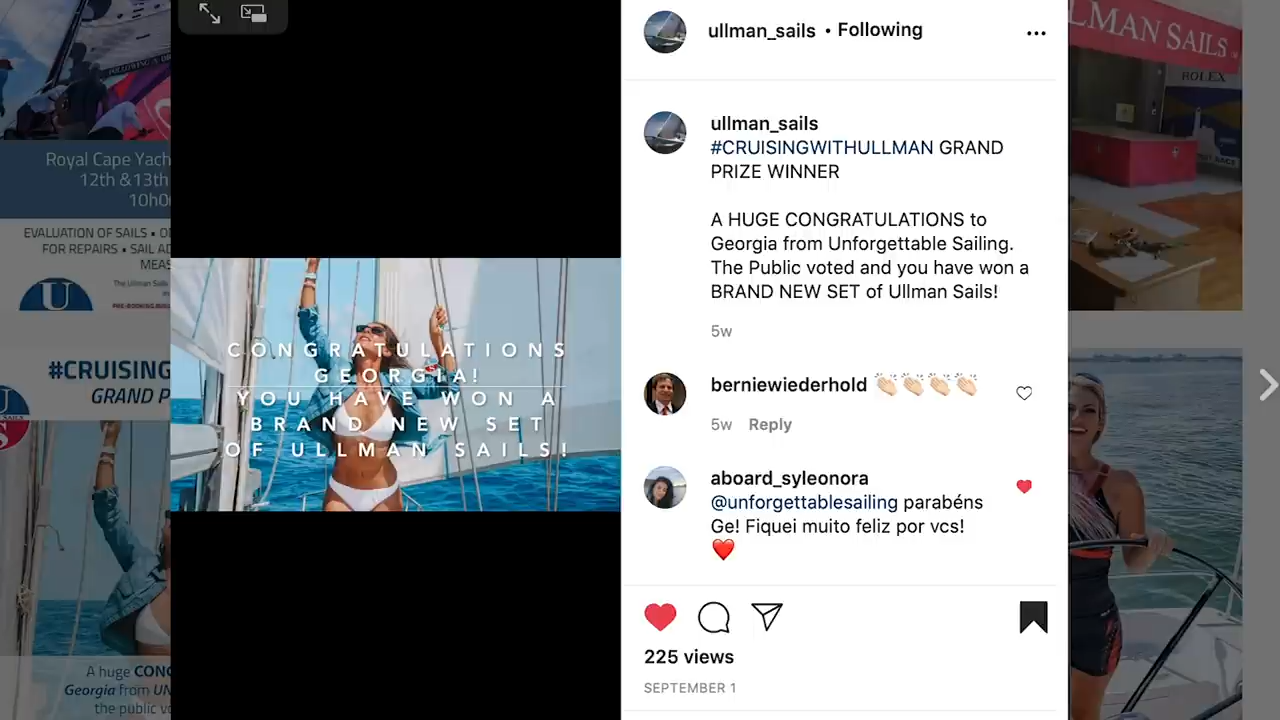 ullman_sails • Following
ullman_sails
#CRUISINGWITHULLMAN GRAND
PRIZE WINNER
A HUGE CONGRATULATIONS to
Georgia from Unforgettable Sailing.
The Public voted and you have won a
BRAND NEW SET of Ullman Sails!
5w
berniewiederhold 👏🏻👏🏻👏🏻👏🏻
5w Reply
aboard_syleonora
@unforgettablesailing parabéns
Ge! Fiquei muito feliz por vcs!
❤️
225 views
SEPTEMBER 1
CONGRATULATIONS
GEORGIA!
YOU HAVE WON A
BRAND NEW SET
OF ULLMAN SAILS!
Royal Cape Yach
12th &13th
10h0
EVALUATION OF SAILS •
FOR REPAIRS • SAIL AD
MEAS
U
The Ullman Sails
#CRUISING
GRAND P
S
A huge CONG
Georgia from UN
the public vo
LMAN SAILS
ROLEX